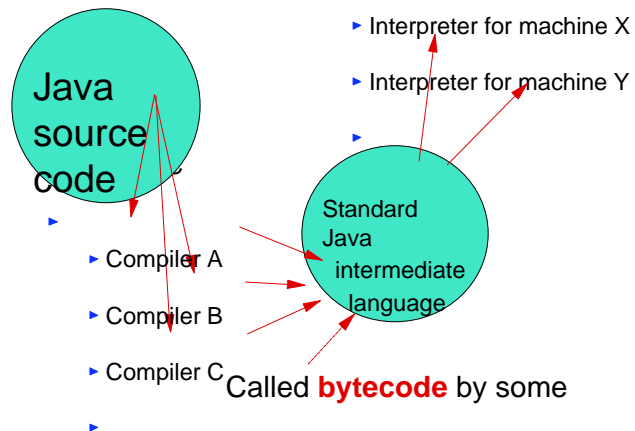 Interpreter for machine X
Interpreter for machine Y
Java
source
code
Standard
Java
intermediate
language
Compiler A
Compiler B
Compiler C
Called bytecode by some